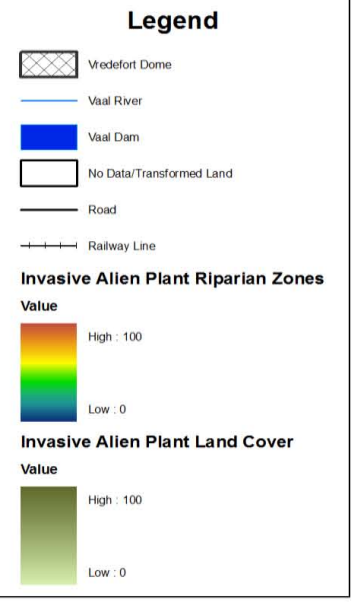 Legend
Vredefort Dome
Vaal River
Vaal Dam
No Data/Transformed Land
Road
Railway Line
Invasive Alien Plant Riparian Zones
Value
High : 100
Low : 0
Invasive Alien Plant Land Cover
Value
High : 100
Low : 0